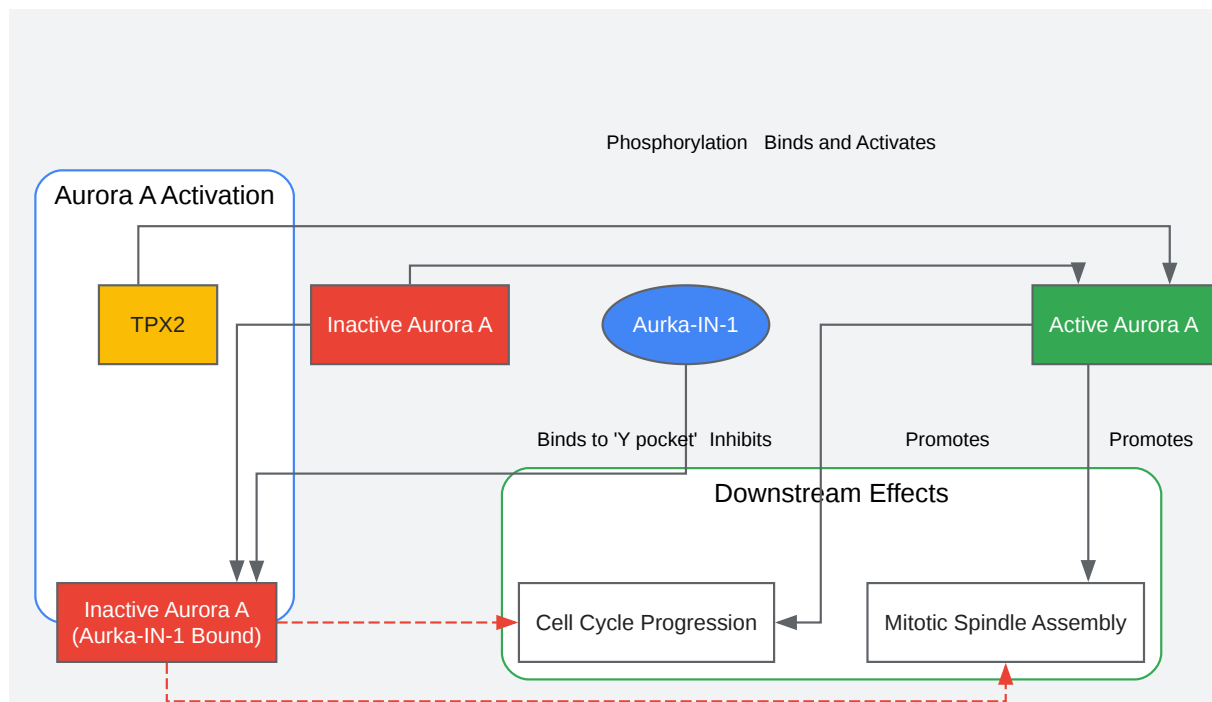 Phosphorylation Binds and Activates
Aurora A Activation
TPX2
Inactive Aurora A
Aurka-IN-1
Active Aurora A
Binds to 'Y pocket' Inhibits
Promotes
Promotes
Downstream Effects
Inactive Aurora A
(Aurka-IN-1 Bound)
Cell Cycle Progression
Mitotic Spindle Assembly